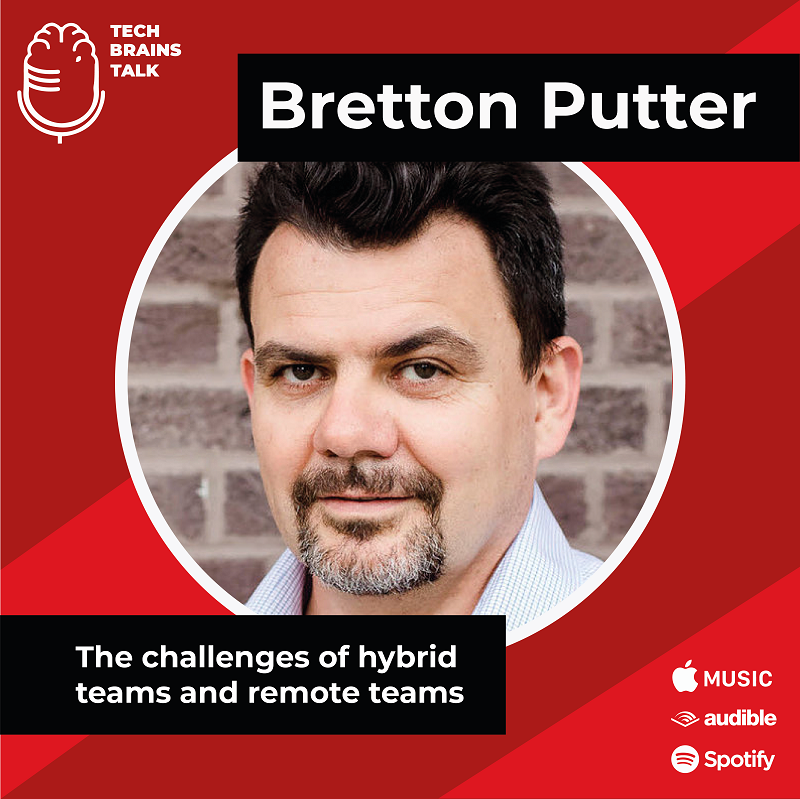 TECH
BRAINS
TALK
Bretton Putter
The challenges of hybrid
teams and remote teams
MUSIC
audible
Spotify